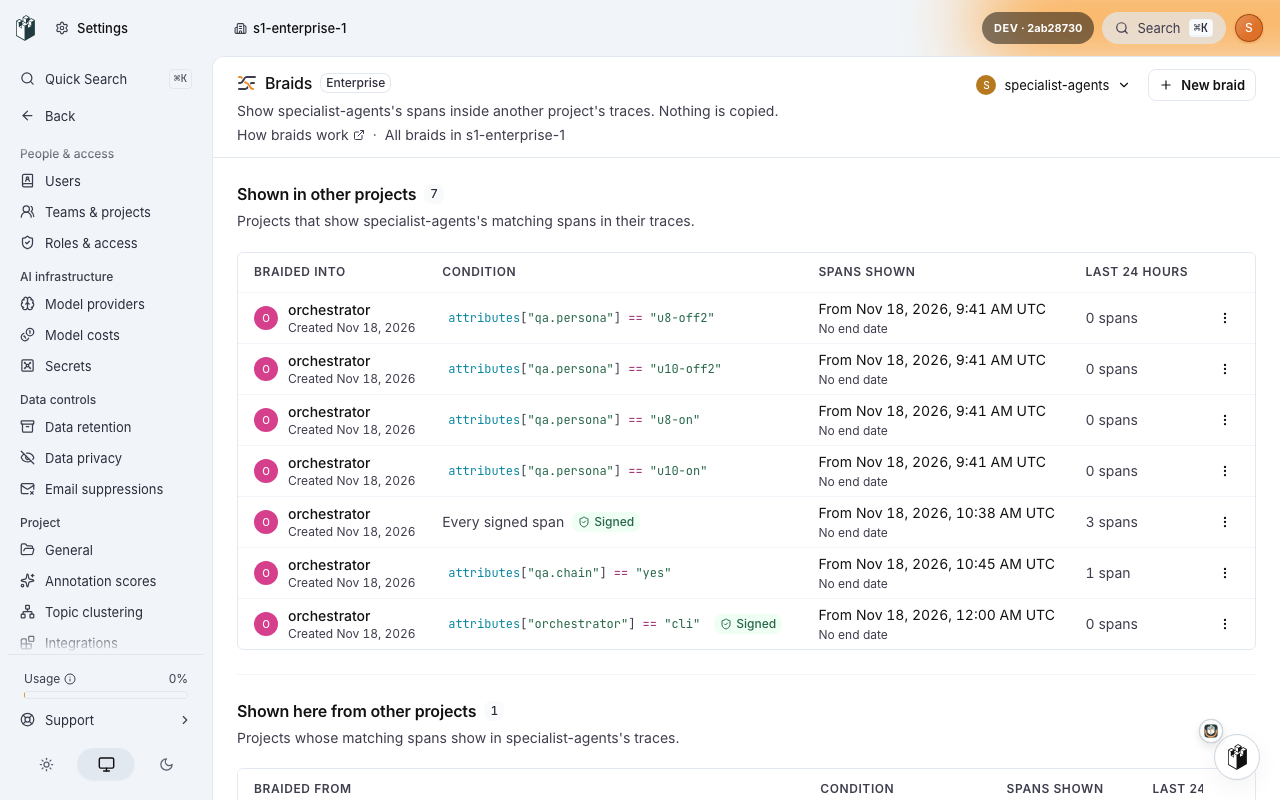 Settings
s1-enterprise-1
DEV · 2ab28730
Search ⌘K
S
Quick Search ⌘K
Back
People & access
Users
Teams & projects
Roles & access
AI infrastructure
Model providers
Model costs
Secrets
Data controls
Data retention
Data privacy
Email suppressions
Project
General
Annotation scores
Topic clustering
Integrations
Usage 0%
Support
Braids Enterprise
S specialist-agents
New braid
Show specialist-agents's spans inside another project's traces. Nothing is copied.
How braids work · All braids in s1-enterprise-1
Shown in other projects 7
Projects that show specialist-agents's matching spans in their traces.
BRAIDED INTO CONDITION SPANS SHOWN LAST 24 HOURS
O orchestrator attributes["qa.persona"] == "u8-off2" From Nov 18, 2026, 9:41 AM UTC 0 spans
Created Nov 18, 2026 No end date
O orchestrator attributes["qa.persona"] == "u10-off2" From Nov 18, 2026, 9:41 AM UTC 0 spans
Created Nov 18, 2026 No end date
O orchestrator attributes["qa.persona"] == "u8-on" From Nov 18, 2026, 9:41 AM UTC 0 spans
Created Nov 18, 2026 No end date
O orchestrator attributes["qa.persona"] == "u10-on" From Nov 18, 2026, 9:41 AM UTC 0 spans
Created Nov 18, 2026 No end date
O orchestrator Every signed span Signed From Nov 18, 2026, 10:38 AM UTC 3 spans
Created Nov 18, 2026 No end date
O orchestrator attributes["qa.chain"] == "yes" From Nov 18, 2026, 10:45 AM UTC 1 span
Created Nov 18, 2026 No end date
O orchestrator attributes["orchestrator"] == "cli" Signed From Nov 18, 2026, 12:00 AM UTC 0 spans
Created Nov 18, 2026 No end date
Shown here from other projects 1
Projects whose matching spans show in specialist-agents's traces.
BRAIDED FROM CONDITION SPANS SHOWN LAST 24